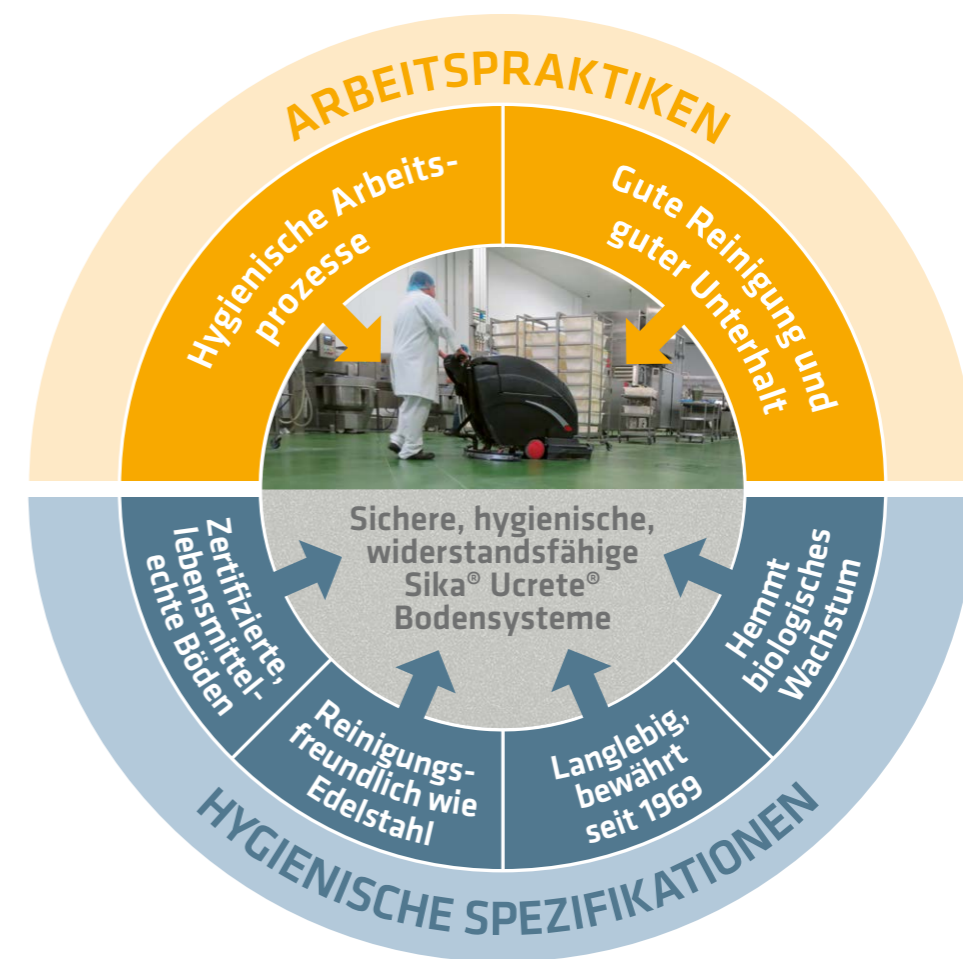 ARBEITSPRAKTIKEN
Hygienische Arbeits-
prozesse
Gute Reinigung und
guter Unterhalt
Sichere, hygienische,
widerstandsfähige
Sika® Ucrete®
Bodensysteme
Zertifizierte,
lebensmittel-
echte Böden
Reinigungs-
freundlich wie
Edelstahl
Langlebig,
bewährt
seit 1969
Hemmt
biologisches
Wachstum
HYGIENISCHE SPEZIFIKATIONEN